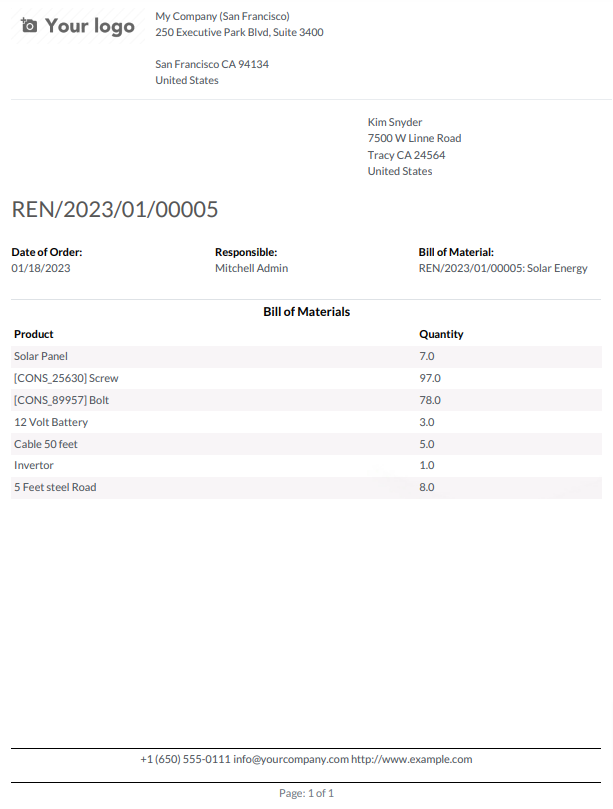 Your logo
My Company (San Francisco)
250 Executive Park Blvd, Suite 3400
San Francisco CA 94134
United States
Kim Snyder
7500 W Linne Road
Tracy CA 24564
United States
REN/2023/01/00005
Date of Order: Responsible: Bill of Material:
01/18/2023 Mitchell Admin REN/2023/01/00005: Solar Energy
Bill of Materials
Product Quantity
Solar Panel 7.0
[CONS_25630] Screw 97.0
[CONS_89957] Bolt 78.0
12 Volt Battery 3.0
Cable 50 feet 5.0
Invertor 1.0
5 Feet steel Road 8.0
+1 (650) 555-0111 info@yourcompany.com http://www.example.com
Page: 1 of 1